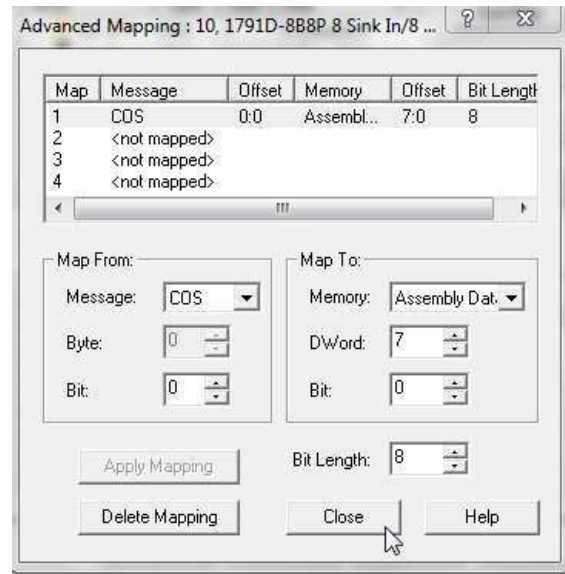 Advanced Mapping : 10, 1791D-8B8P 8 Sink In/8 ...
Map Message Offset Memory Offset Bit Length
1 COS 0:0 Assembl... 7:0 8
2 <not mapped>
3 <not mapped>
4 <not mapped>
Map From: Map To:
Message: COS Memory: Assembly Dat
Byte: 0 DWord: 7
Bit: 0 Bit: 0
Apply Mapping Bit Length: 8
Delete Mapping Close Help